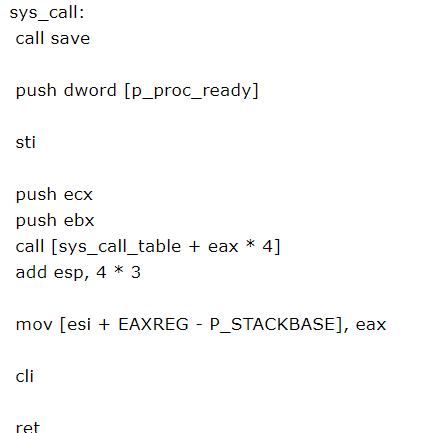 sys_call:
call save
push dword [p_proc_ready]
sti
push ecx
push ebx
call [sys_call_table + eax * 4]
add esp, 4 * 3
mov [esi + EAXREG - P_STACKBASE], eax
cli
ret